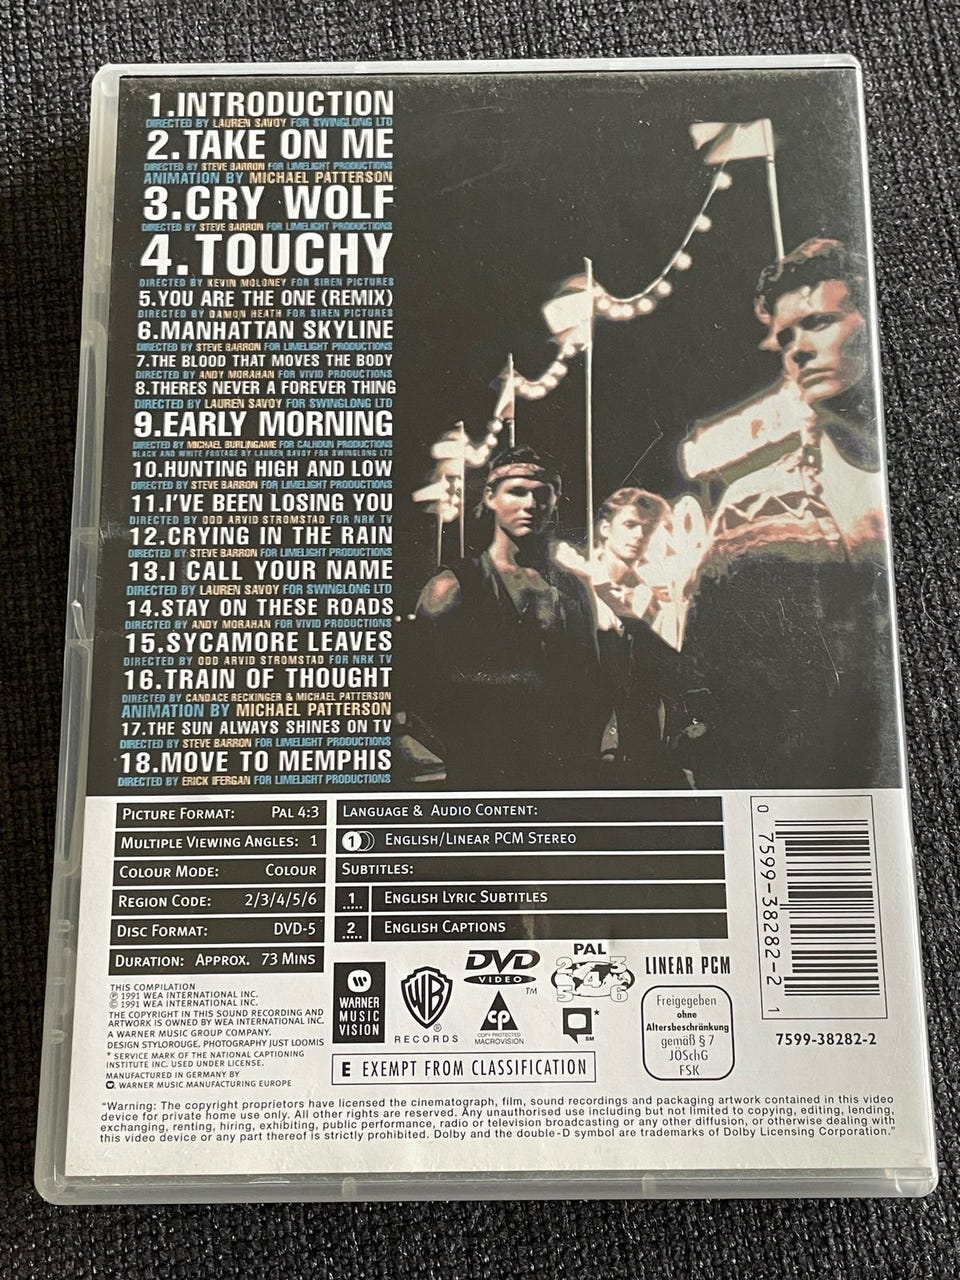 1.INTRODUCTION
DIRECTED BY LAUREN SAVOY FOR SWINGLONG LTD
2.TAKE ON ME
DIRECTED BY STEVE BARRON FOR LIMELIGHT PRODUCTIONS
ANIMATION BY MICHAEL PATTERSON
3.CRY WOLF
DIRECTED BY STEVE BARRON FOR LIMELIGHT PRODUCTIONS
4.TOUCHY
DIRECTED BY KEVIN MOLONEY FOR SIREN PICTURES
5.YOU ARE THE ONE (REMIX)
DIRECTED BY DAMON HEATH FOR SIREN PICTURES
6.MANHATTAN SKYLINE
DIRECTED BY STEVE BARRON FOR LIMELIGHT PRODUCTIONS
7.THE BLOOD THAT MOVES THE BODY
DIRECTED BY ANDY MORAHAN FOR VIVID PRODUCTIONS
8.THERES NEVER A FOREVER THING
DIRECTED BY LAUREN SAVOY FOR SWINGLONG LTD
9.EARLY MORNING
DIRECTED BY MICHAEL BURLINGAME FOR CALHOUN PRODUCTIONS
BLACK AND WHITE FOOTAGE BY LAUREN SAVOY FOR SWINGLONG LTD
10.HUNTING HIGH AND LOW
DIRECTED BY STEVE BARRON FOR LIMELIGHT PRODUCTIONS
11.I'VE BEEN LOSING YOU
DIRECTED BY ODD ARVID STROMSTAD FOR NRK TV
12.CRYING IN THE RAIN
DIRECTED BY STEVE BARRON FOR LIMELIGHT PRODUCTIONS
13.I CALL YOUR NAME
DIRECTED BY LAUREN SAVOY FOR SWINGLONG LTD
14.STAY ON THESE ROADS
DIRECTED BY ANDY MORAHAN FOR VIVID PRODUCTIONS
15.SYCAMORE LEAVES
DIRECTED BY ODD ARVID STROMSTAD FOR NRK TV
16.TRAIN OF THOUGHT
DIRECTED BY CANDACE RECKINGER & MICHAEL PATTERSON
ANIMATION BY MICHAEL PATTERSON
17.THE SUN ALWAYS SHINES ON TV
DIRECTED BY STEVE BARRON FOR LIMELIGHT PRODUCTIONS
18.MOVE TO MEMPHIS
DIRECTED BY ERICK IFERGAN FOR LIMELIGHT PRODUCTIONS
PICTURE FORMAT: PAL 4:3
MULTIPLE VIEWING ANGLES: 1
COLOUR MODE: COLOUR
REGION CODE: 2/3/4/5/6
DISC FORMAT: DVD-5
DURATION: APPROX. 73 MINS
LANGUAGE & AUDIO CONTENT:
1 ENGLISH/LINEAR PCM STEREO
SUBTITLES:
.1. ENGLISH LYRIC SUBTITLES
2 ENGLISH CAPTIONS
0 7599-38282-2 1
7599-38282-2
THIS COMPILATION
℗ 1991 WEA INTERNATIONAL INC.
© 1991 WEA INTERNATIONAL INC.
THE COPYRIGHT IN THIS SOUND RECORDING AND
ARTWORK IS OWNED BY WEA INTERNATIONAL INC.
A WARNER MUSIC GROUP COMPANY.
DESIGN STYLOROUGE. PHOTOGRAPHY JUST LOOMIS
* SERVICE MARK OF THE NATIONAL CAPTIONING
INSTITUTE INC. USED UNDER LICENSE.
MANUFACTURED IN GERMANY BY
WARNER MUSIC MANUFACTURING EUROPE
WARNER
MUSIC
VISION
WB
®
RECORDS
DVD
VIDEO
TM
CP
COPY PROTECTED
MACROVISION
PAL
2 3
4
5 6
*
SM
LINEAR PCM
Freigegeben
ohne
Altersbeschränkung
gemäß § 7
JÖSchG
FSK
E EXEMPT FROM CLASSIFICATION
"Warning: The copyright proprietors have licensed the cinematograph, film, sound recordings and packaging artwork contained in this video
device for private home use only. All other rights are reserved. Any unauthorised use including but not limited to copying, editing, lending,
exchanging, renting, hiring, exhibiting, public performance, radio or television broadcasting or any other diffusion, or otherwise dealing with
this video device or any part thereof is strictly prohibited. Dolby and the double-D symbol are trademarks of Dolby Licensing Corporation."